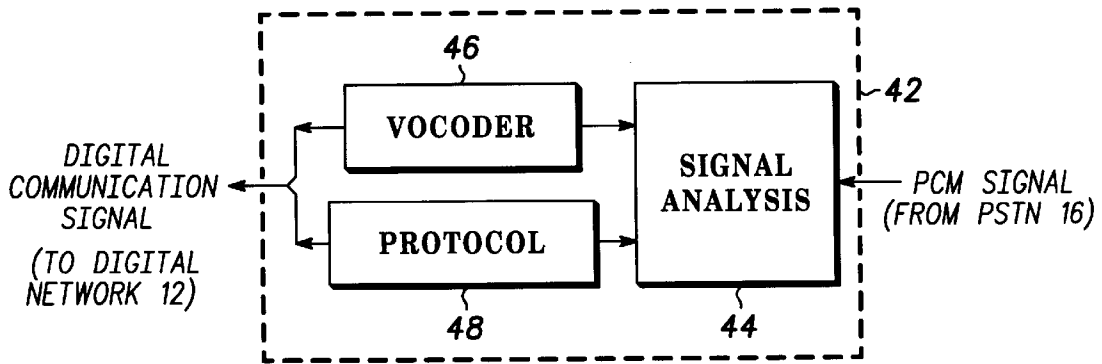 46
VOCODER
42
DIGITAL
COMMUNICATION
SIGNAL
(TO DIGITAL
NETWORK 12)
SIGNAL
ANALYSIS
PCM SIGNAL
(FROM PSTN 16)
PROTOCOL
48
44